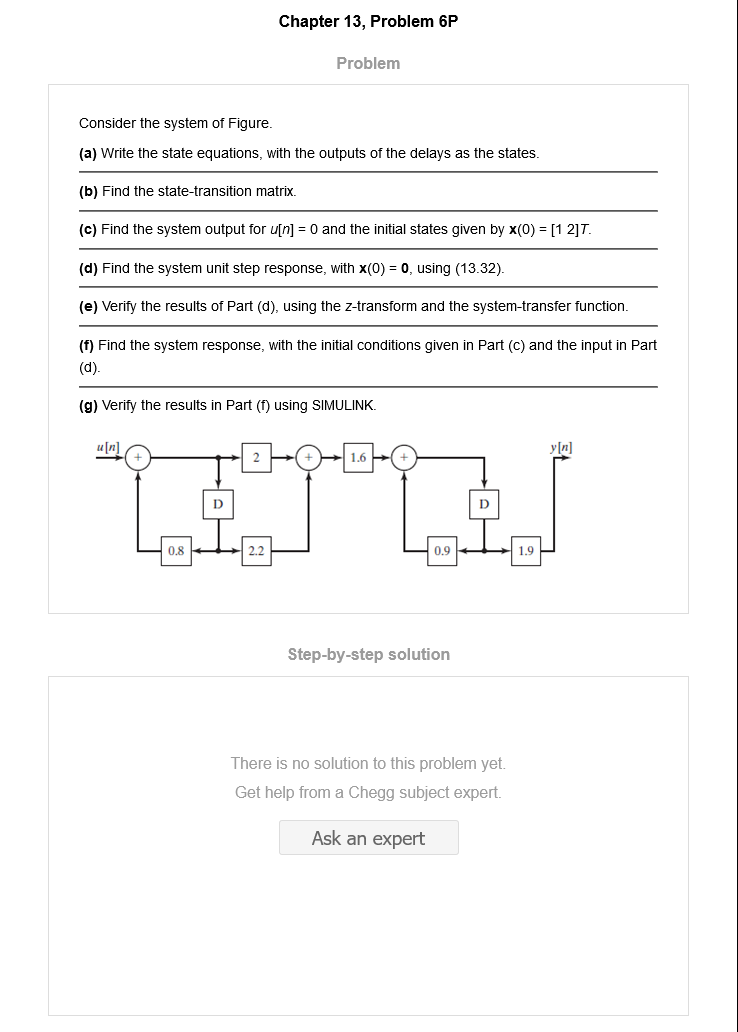 Chapter 13, Problem 6P
Problem
Consider the system of Figure.
(a) Write the state equations, with the outputs of the delays as the states.
(b) Find the state-transition matrix.
(c) Find the system output for u[n] = 0 and the initial states given by x(0) = [1 2]T.
(d) Find the system unit step response, with x(0) = 0, using (13.32).
(e) Verify the results of Part (d), using the z-transform and the system-transfer function.
(f) Find the system response, with the initial conditions given in Part (c) and the input in Part
(d).
(g) Verify the results in Part (f) using SIMULINK.
u[n] + 2 + 1.6 + y[n]
D D
0.8 2.2 0.9 1.9
Step-by-step solution
There is no solution to this problem yet.
Get help from a Chegg subject expert.
Ask an expert